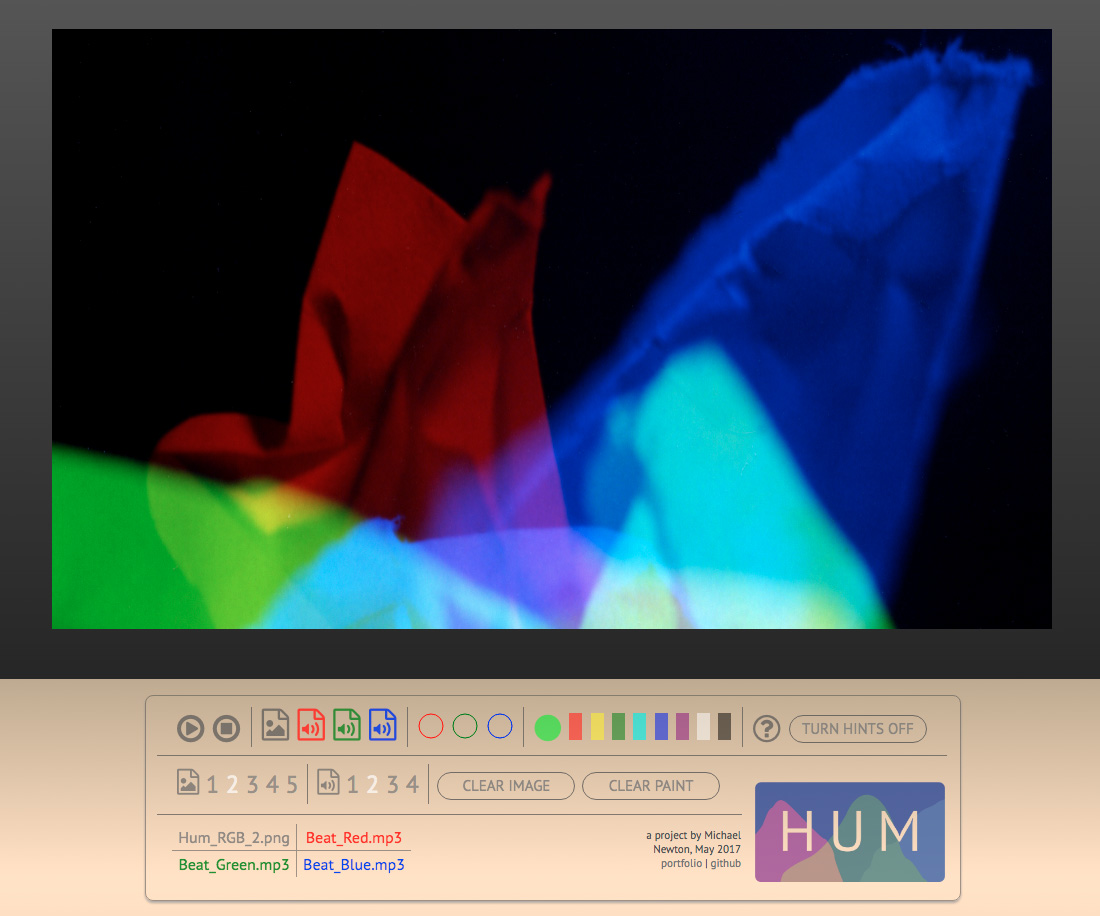 ?
TURN HINTS OFF
1 2 3 4 5
1 2 3 4
CLEAR IMAGE
CLEAR PAINT
Hum_RGB_2.png
Beat_Red.mp3
Beat_Green.mp3
Beat_Blue.mp3
a project by Michael
Newton, May 2017
portfolio | github
HUM